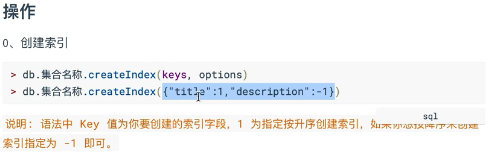 操作
0、创建索引
> db.集合名称.createIndex(keys, options)
> db.集合名称.createIndex({"title":1,"description":-1})
sql
说明: 语法中 Key 值为你要创建的索引字段，1 为指定按升序创建索引，如果你想按降序来创建
索引指定为 -1 即可。